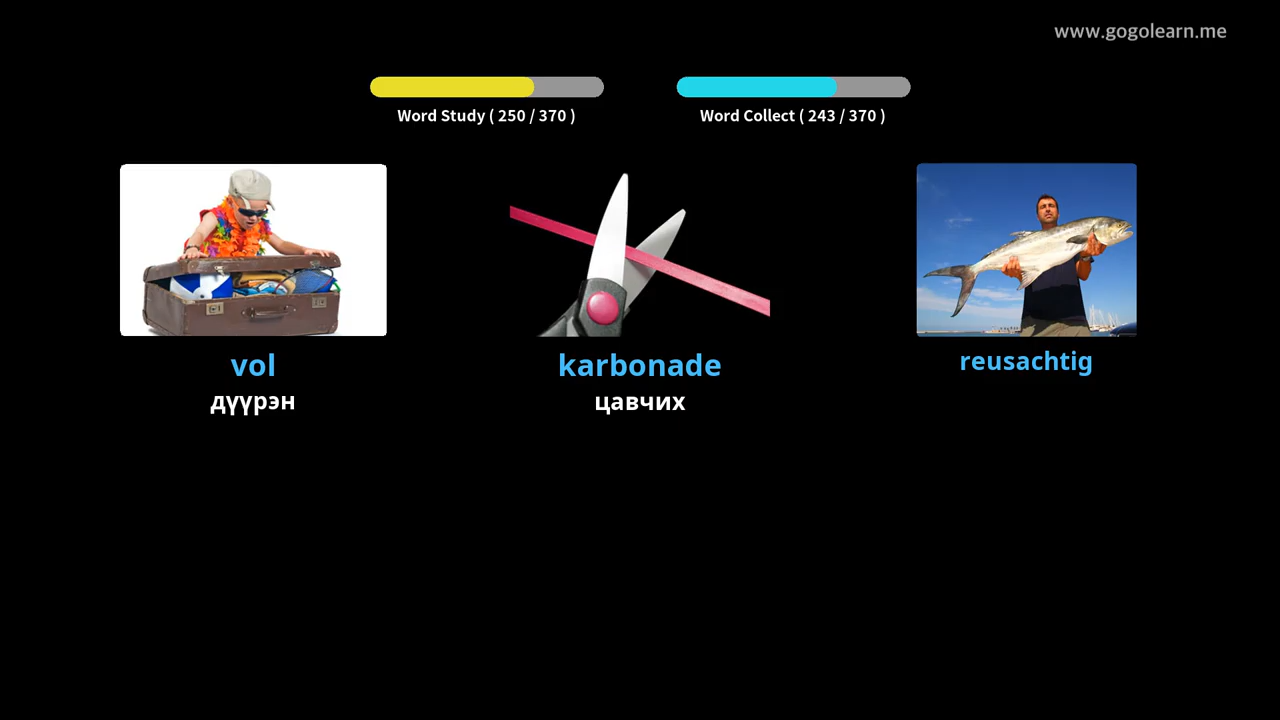 www.gogolearn.me
Word Study ( 250 / 370 )
Word Collect ( 243 / 370 )
vol
дүүрэн
karbonade
цавчих
reusachtig